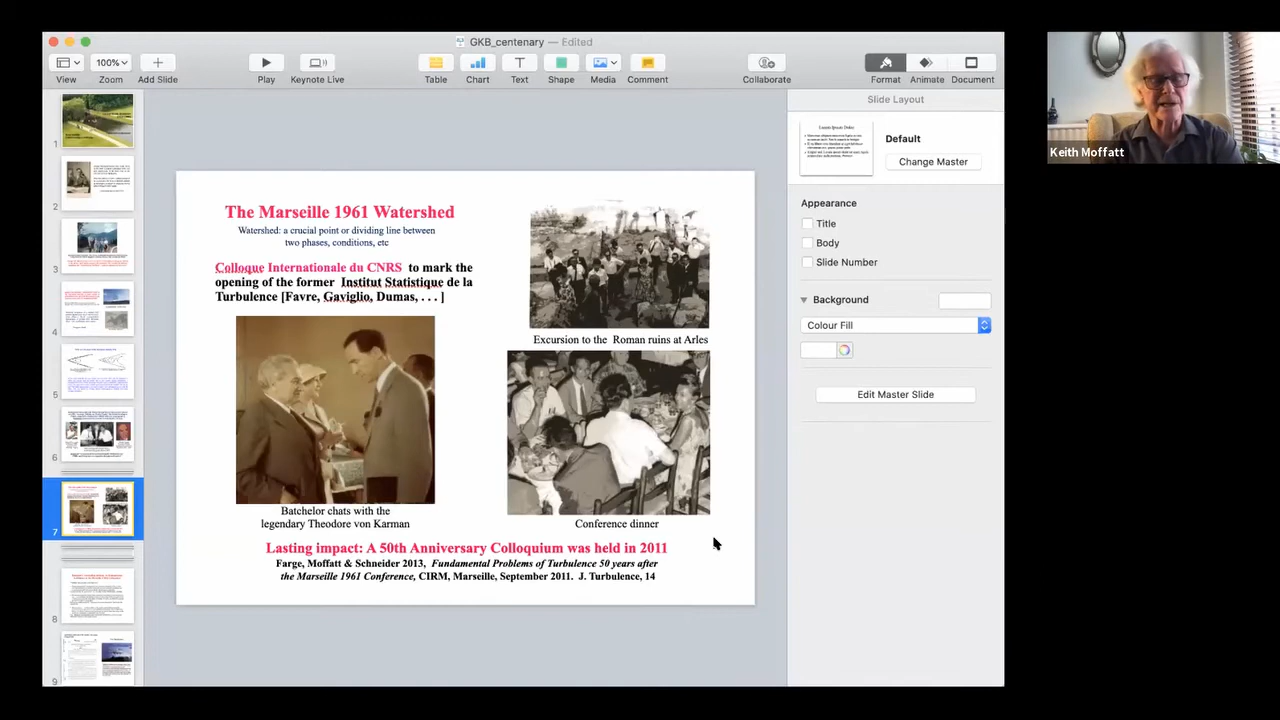 GKB_centenary — Edited
100%
View
Zoom
Add Slide
Play
Keynote Live
Table
Chart
Text
Shape
Media
Comment
Collaborate
Format
Animate
Document
1
2
3
4
5
6
7
8
9
The Marseille 1961 Watershed
Watershed: a crucial point or dividing line between
two phases, conditions, etc
Colloque Internationale du CNRS to mark the
opening of the former Institut Statistique de la
Turbulence [Favre, Gaviglio, Dumas, . . . ]
Excursion to the Roman ruins at Arles
Batchelor chats with the
legendary Theodore von Karman
Conference dinner
Lasting impact: A 50th Anniversary Colloquium was held in 2011
Farge, Moffatt & Schneider 2013, Fundamental Problems of Turbulence 50 years after
the Marseille 1961 Conference, CIRM, Marseille, September 2011. J. Turbulence, 14
Slide Layout
Default
Change Master
Appearance
Title
Body
Slide Number
Background
Colour Fill
Edit Master Slide
Keith Moffatt